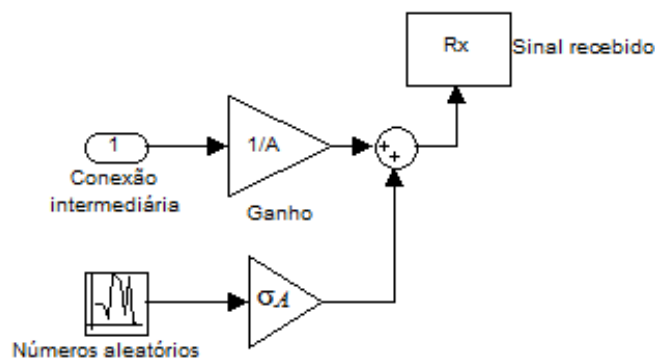 Rx
Sinal recebido
1
1/A
+
+
Conexão
intermediária
Ganho
σA
Números aleatórios